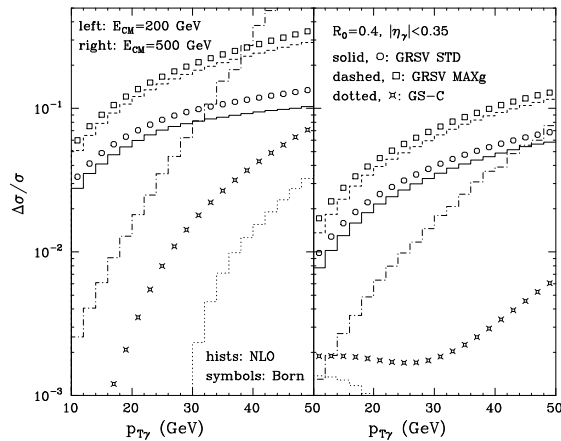 left: E_CM=200 GeV
right: E_CM=500 GeV
R_0=0.4, |η_γ|<0.35
solid, ○: GRSV STD
dashed, □: GRSV MAXg
dotted, ¤: GS-C
10^-1
10^-2
10^-3
Δσ/σ
hists: NLO
symbols: Born
10 20 30 40 50
20 30 40 50
p_Tγ (GeV)
p_Tγ (GeV)